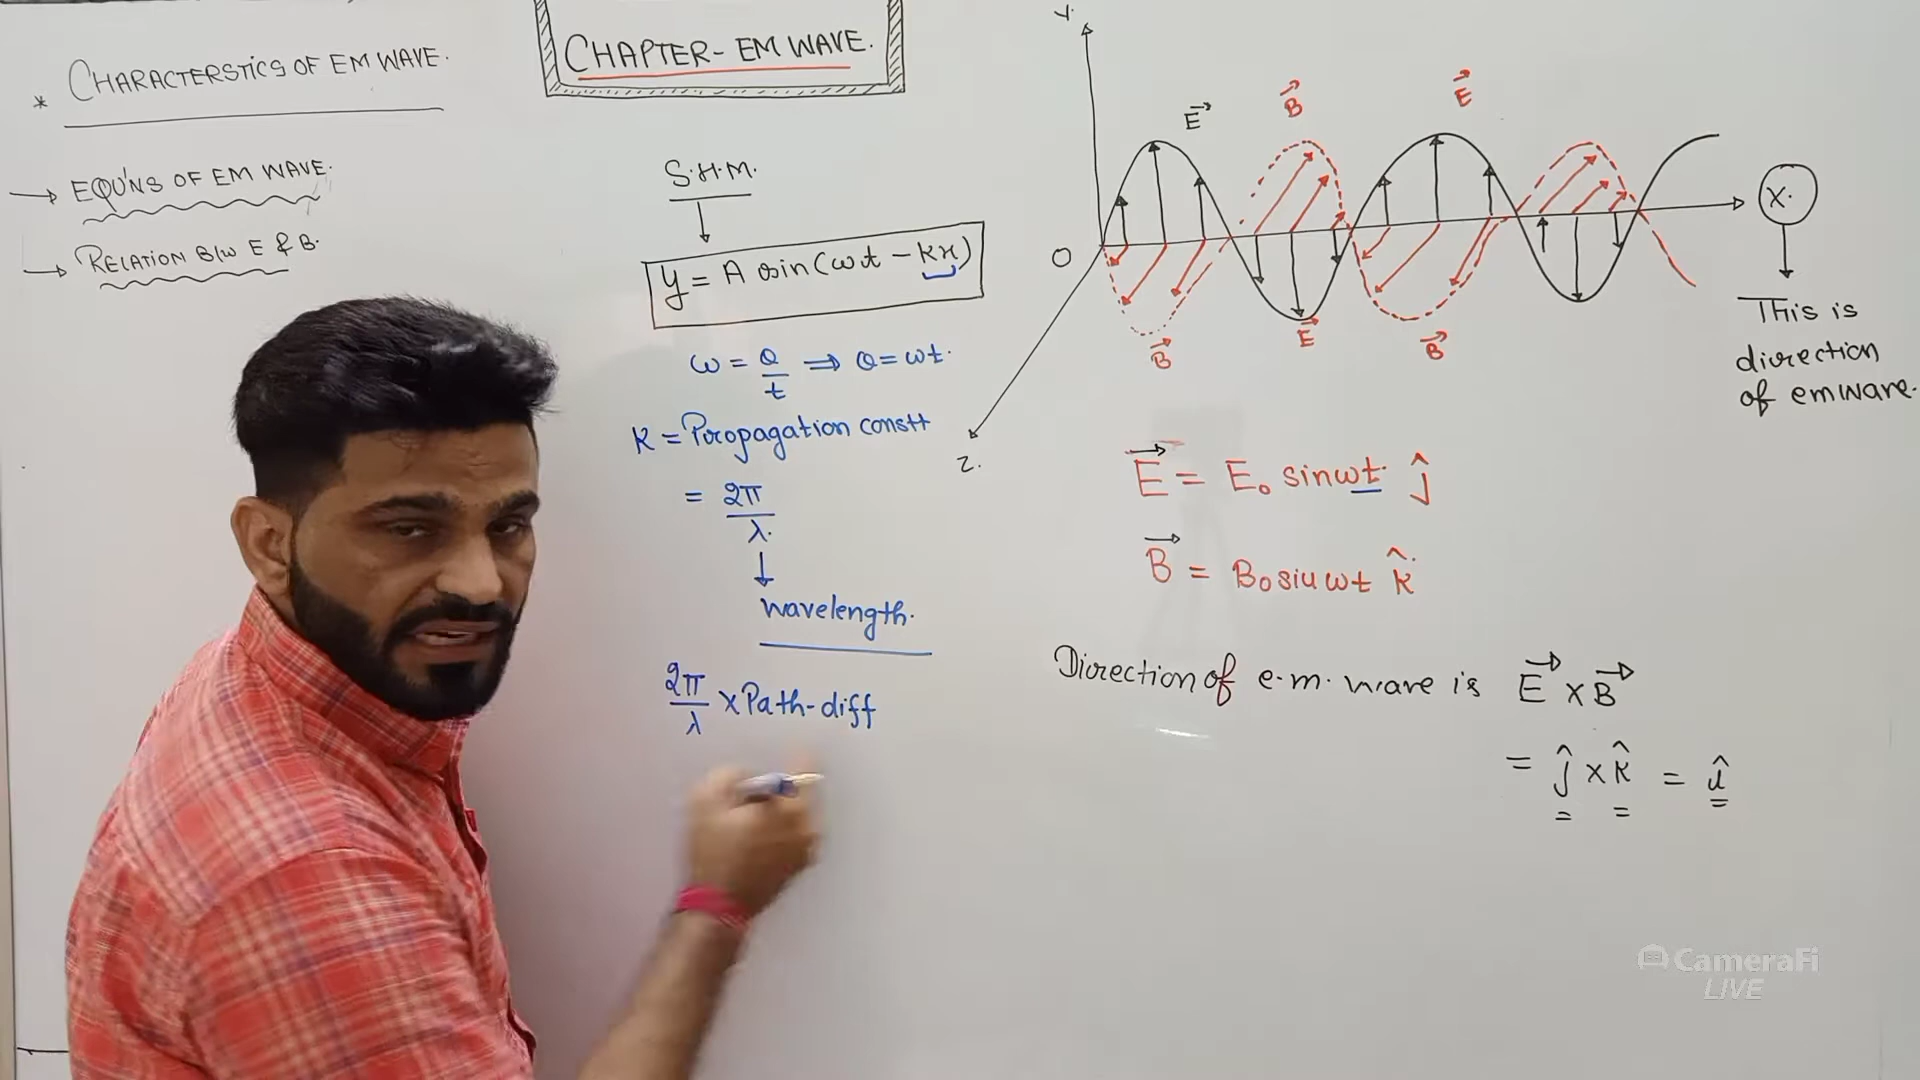 CHAPTER - EM WAVE.
* CHARACTERSTICS OF EM WAVE.
→ EQU'NS OF EM WAVE.
→ RELATION B/w E & B.
S.H.M.
↓
y = A sin(ωt - kx)
ω = θ/t ⇒ θ = ωt.
K = Propagation constt
= 2π/λ.
↓
wavelength.
2π/λ × Path-diff
Y.
E⃗
B⃗
E⃗
O
X.
B⃗
E⃗
B⃗
Z.
This is
direction
of emware.
E⃗ = E₀ sinωt. ĵ
B⃗ = B₀ sin ωt k̂
Direction of e.m. wave is E⃗ × B⃗
= ĵ × k̂ = î
CameraFi
LIVE